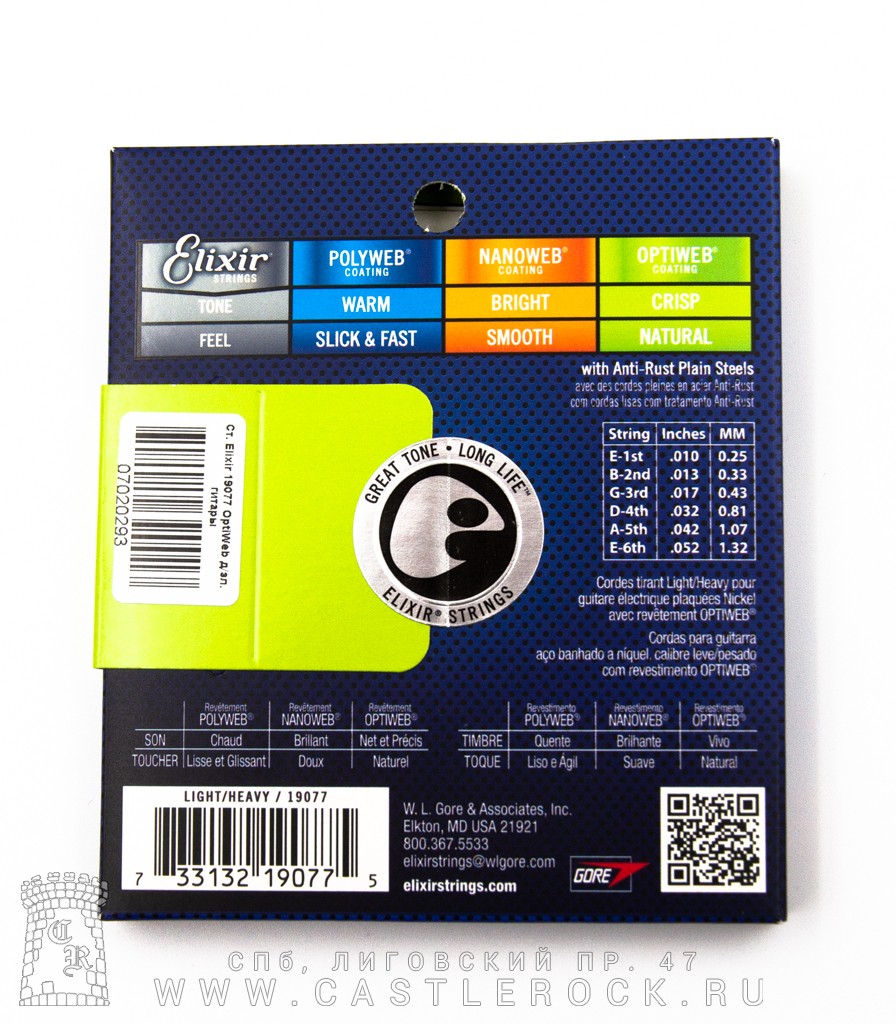 Elixir® STRINGS POLYWEB® COATING NANOWEB® COATING OPTIWEB® COATING
TONE WARM BRIGHT CRISP
FEEL SLICK & FAST SMOOTH NATURAL
with Anti-Rust Plain Steels
avec des cordes pleines en acier Anti-Rust
com cordas lisas com tratamento Anti-Rust
String Inches MM
E-1st .010 0.25
B-2nd .013 0.33
G-3rd .017 0.43
D-4th .032 0.81
A-5th .042 1.07
E-6th .052 1.32
Ст. Elixir 19077 OptiWeb д/эл.
гитары
07020293
GREAT TONE • LONG LIFE™
ELIXIR® STRINGS
Cordes tirant Light/Heavy pour
guitare électrique plaquées Nickel
avec revêtement OPTIWEB®
Cordas para guitarra
aço banhado a níquel, calibre leve/pesado
com revestimento OPTIWEB®
Revêtement POLYWEB® Revêtement NANOWEB® Revêtement OPTIWEB®
SON Chaud Brillant Net et Précis
TOUCHER Lisse et Glissant Doux Naturel
Revestimento POLYWEB® Revestimento NANOWEB® Revestimento OPTIWEB®
TIMBRE Quente Brilhante Vivo
TOQUE Liso e Ágil Suave Natural
LIGHT/HEAVY / 19077
7 33132 19077 5
W. L. Gore & Associates, Inc.
Elkton, MD USA 21921
800.367.5533
elixirstrings@wlgore.com
elixirstrings.com
GORE
CR
СПБ, ЛИГОВСКИЙ ПР. 47
WWW.CASTLEROCK.RU